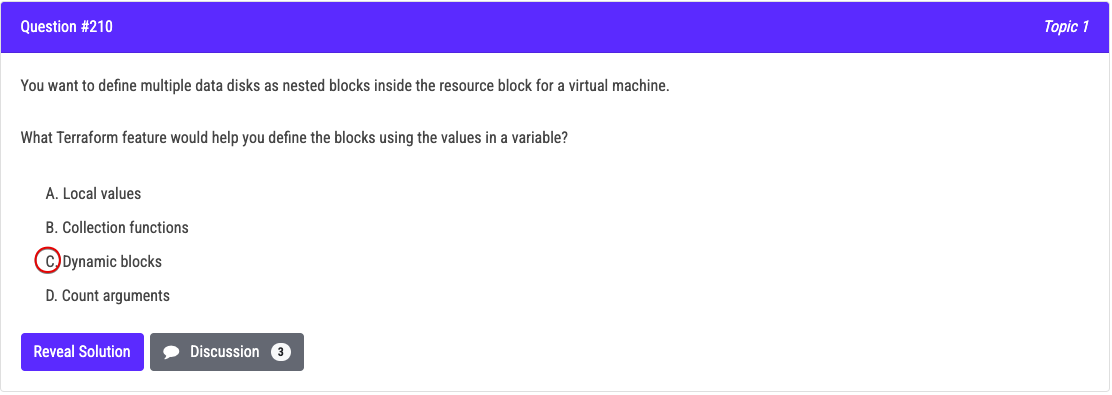 Question #210
Topic 1
You want to define multiple data disks as nested blocks inside the resource block for a virtual machine.
What Terraform feature would help you define the blocks using the values in a variable?
A. Local values
B. Collection functions
C. Dynamic blocks
D. Count arguments
Reveal Solution
Discussion 3